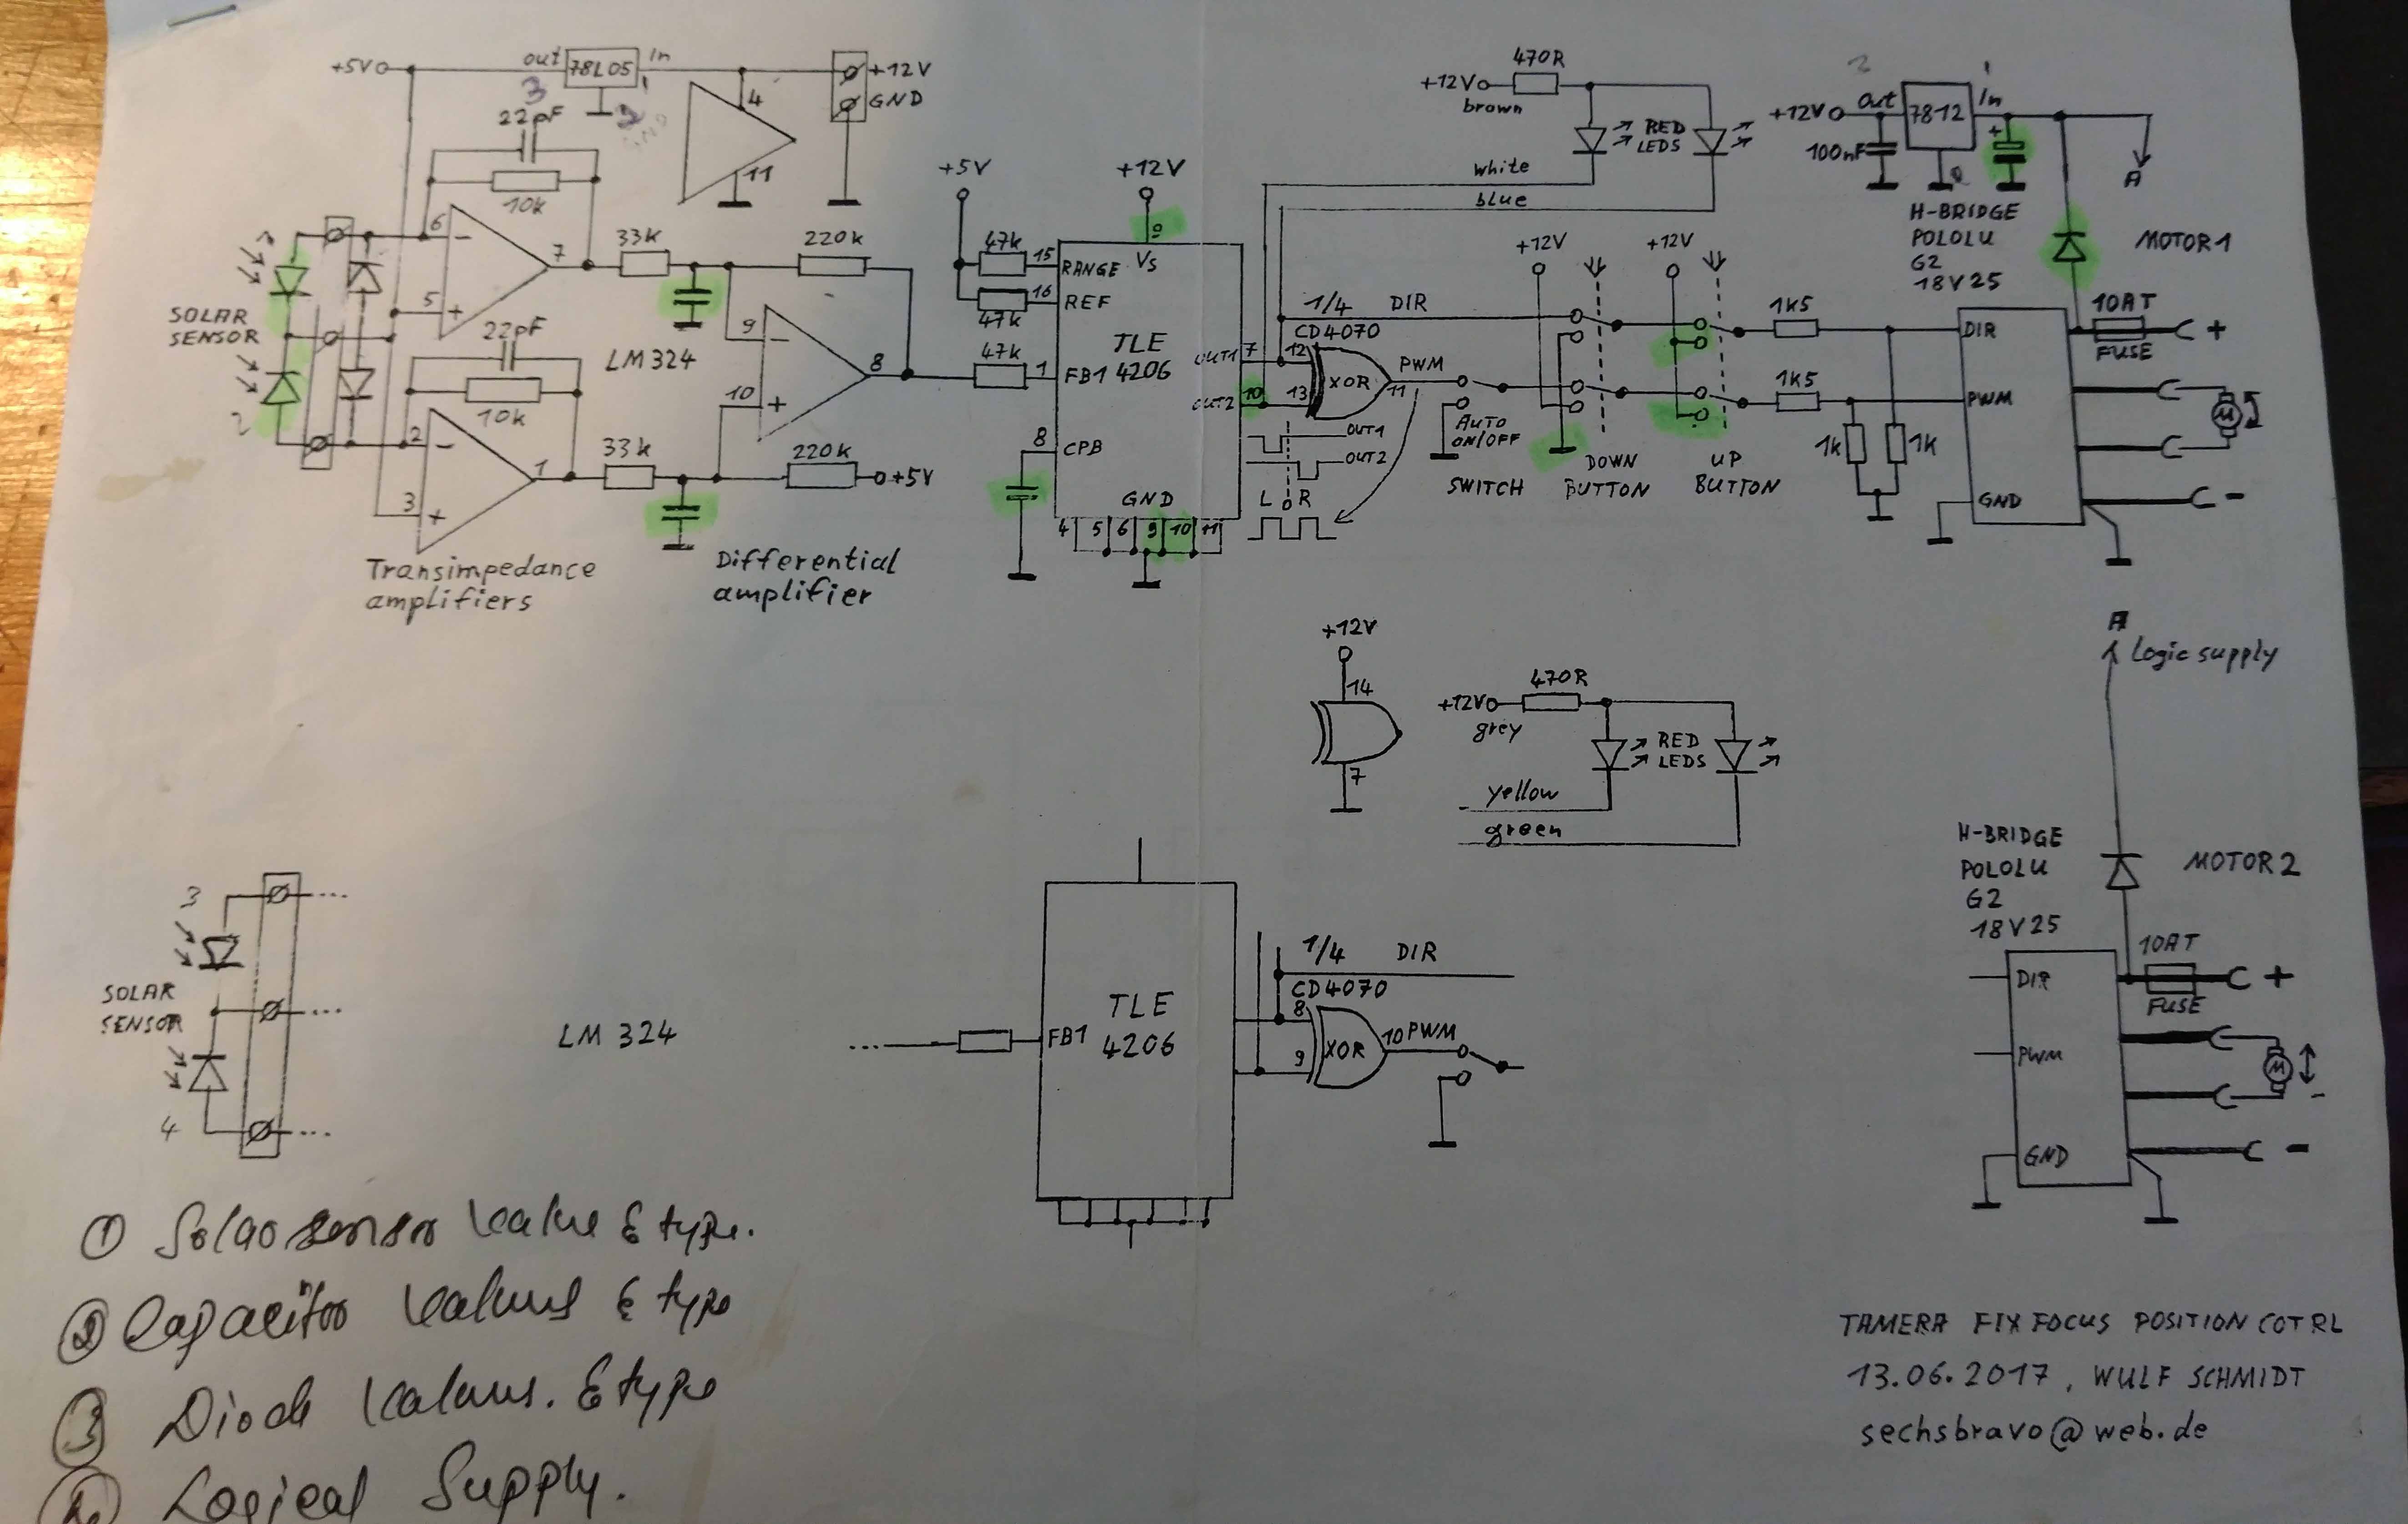 +5V
out
78L05
In
+12V
GND
3
1
2
GND
22pF
10k
4
11
6
7
5
+
-
33k
220k
SOLAR
SENSOR
1
2
22pF
10k
LM324
9
10
8
-
+
2
1
3
-
+
33k
220k
+5V
Transimpedance
amplifiers
Differential
amplifier
+5V
+12V
47k
15
RANGE
9
Vs
16
REF
47k
47k
1
FB1
TLE
4206
8
CPB
GND
4
5
6
9
10
11
OUT1
7
OUT2
10
470R
+12V
brown
RED
LEDS
white
blue
1/4
DIR
CD4070
12
13
XOR
11
PWM
OUT1
OUT2
L
R
AUTO
ON/OFF
SWITCH
+12V
DOWN
BUTTON
+12V
UP
BUTTON
1k5
1k5
1k
1k
+12V
out
7812
In
1
100nF
+
A
H-BRIDGE
POLOLU
G2
18V25
MOTOR1
DIR
PWM
GND
10AT
FUSE
+
M
-
+12V
14
7
470R
+12V
grey
RED
LEDS
yellow
green
A
Logic supply
H-BRIDGE
POLOLU
G2
18V25
MOTOR2
DIR
PWM
GND
10AT
FUSE
+
M
-
-
3
SOLAR
SENSOR
4
LM 324
FB1
TLE
4206
1/4
DIR
CD4070
8
9
XOR
10
PWM
① Solar sensor value & type.
② Capacitor values & type
③ Diode values. & type
Logical Supply.
TAMERA FIX FOCUS POSITION COTRL
13.06.2017, WULF SCHMIDT
sechsbravo@web.de